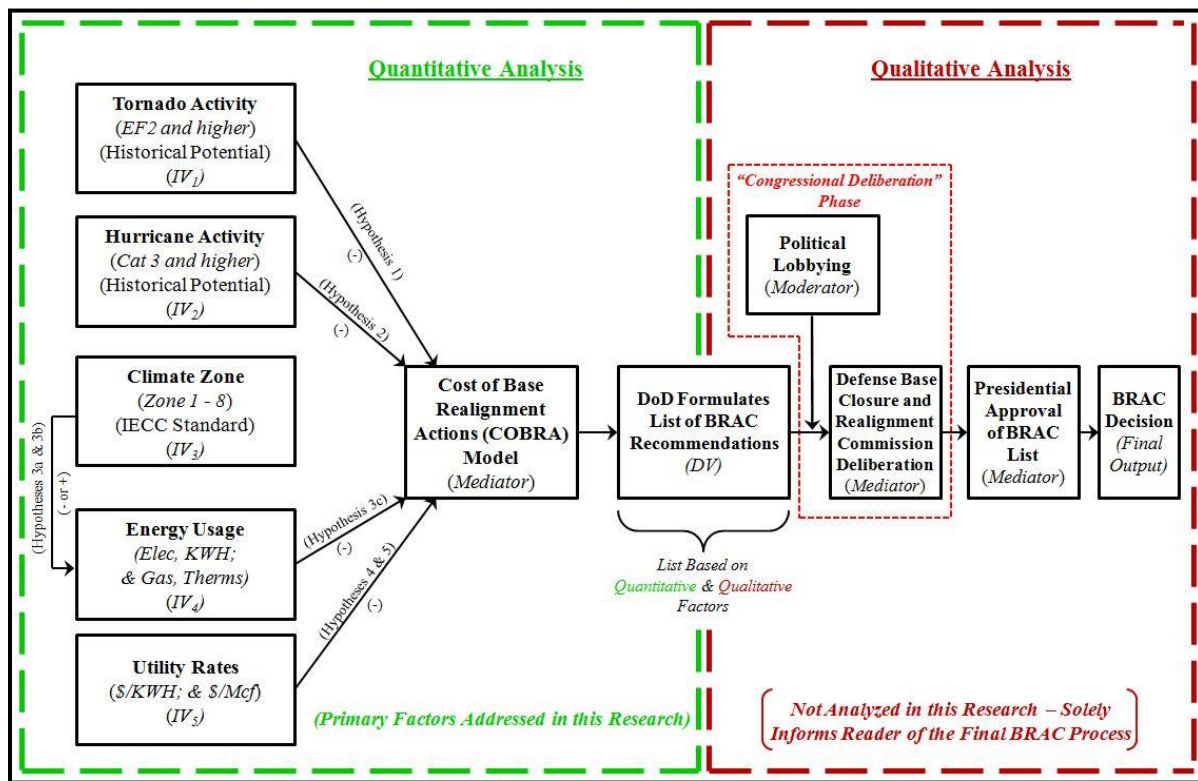 Quantitative Analysis
Qualitative Analysis
Tornado Activity
(EF2 and higher)
(Historical Potential)
(IV1)
Hurricane Activity
(Cat 3 and higher)
(Historical Potential)
(IV2)
Climate Zone
(Zone 1 - 8)
(IECC Standard)
(IV3)
Energy Usage
(Elec, KWH;
& Gas, Therms)
(IV4)
Utility Rates
($/KWH; & $/Mcf)
(IV5)
(Hypotheses 3a & 3b)
(- or +)
(Hypothesis 1)
(-)
(Hypothesis 2)
(-)
(Hypothesis 3c)
(-)
(Hypotheses 4 & 5)
(-)
Cost of Base
Realignment
Actions (COBRA)
Model
(Mediator)
DoD Formulates
List of BRAC
Recommendations
(DV)
List Based on
Quantitative & Qualitative
Factors
“Congressional Deliberation”
Phase
Political
Lobbying
(Moderator)
Defense Base
Closure and
Realignment
Commission
Deliberation
(Mediator)
Presidential
Approval
of BRAC
List
(Mediator)
BRAC
Decision
(Final
Output)
(Primary Factors Addressed in this Research)
Not Analyzed in this Research – Solely
Informs Reader of the Final BRAC Process